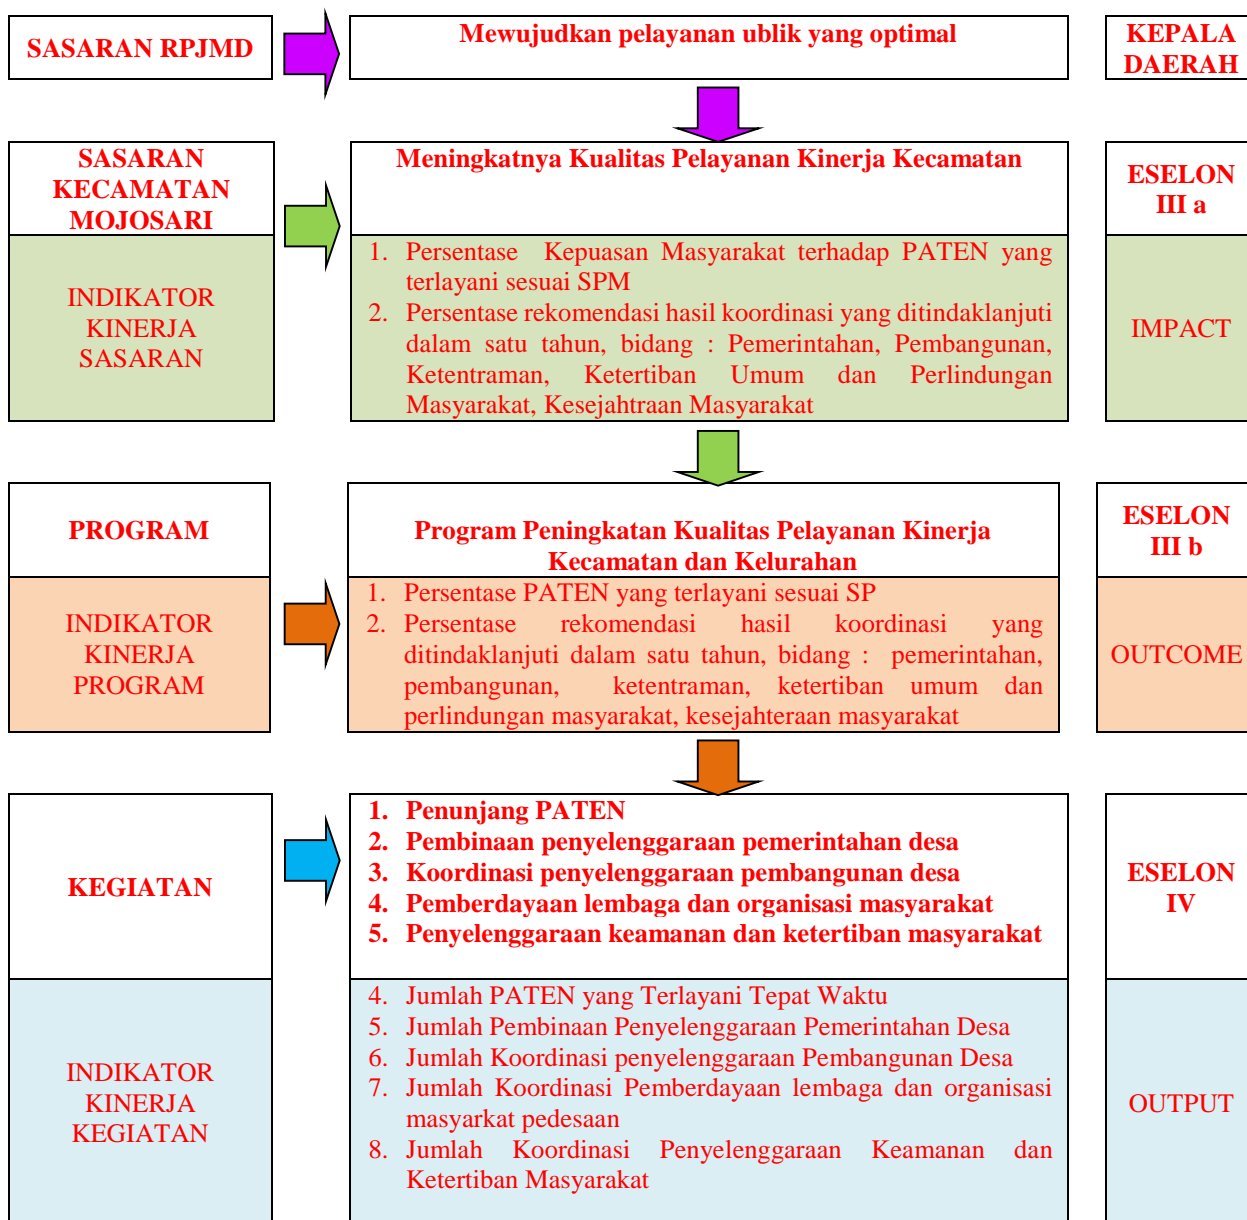 SASARAN RPJMD
Mewujudkan pelayanan ublik yang optimal
KEPALA
DAERAH
SASARAN
KECAMATAN
MOJOSARI
Meningkatnya Kualitas Pelayanan Kinerja Kecamatan
ESELON
III a
INDIKATOR
KINERJA
SASARAN
1. Persentase Kepuasan Masyarakat terhadap PATEN yang
terlayani sesuai SPM
2. Persentase rekomendasi hasil koordinasi yang ditindaklanjuti
dalam satu tahun, bidang : Pemerintahan, Pembangunan,
Ketentraman, Ketertiban Umum dan Perlindungan
Masyarakat, Kesejahtraan Masyarakat
IMPACT
PROGRAM
Program Peningkatan Kualitas Pelayanan Kinerja
Kecamatan dan Kelurahan
ESELON
III b
INDIKATOR
KINERJA
PROGRAM
1. Persentase PATEN yang terlayani sesuai SP
2. Persentase rekomendasi hasil koordinasi yang
ditindaklanjuti dalam satu tahun, bidang : pemerintahan,
pembangunan, ketentraman, ketertiban umum dan
perlindungan masyarakat, kesejahteraan masyarakat
OUTCOME
KEGIATAN
1. Penunjang PATEN
2. Pembinaan penyelenggaraan pemerintahan desa
3. Koordinasi penyelenggaraan pembangunan desa
4. Pemberdayaan lembaga dan organisasi masyarakat
5. Penyelenggaraan keamanan dan ketertiban masyarakat
ESELON
IV
INDIKATOR
KINERJA
KEGIATAN
4. Jumlah PATEN yang Terlayani Tepat Waktu
5. Jumlah Pembinaan Penyelenggaraan Pemerintahan Desa
6. Jumlah Koordinasi penyelenggaraan Pembangunan Desa
7. Jumlah Koordinasi Pemberdayaan lembaga dan organisasi
masyarkat pedesaan
8. Jumlah Koordinasi Penyelenggaraan Keamanan dan
Ketertiban Masyarakat
OUTPUT